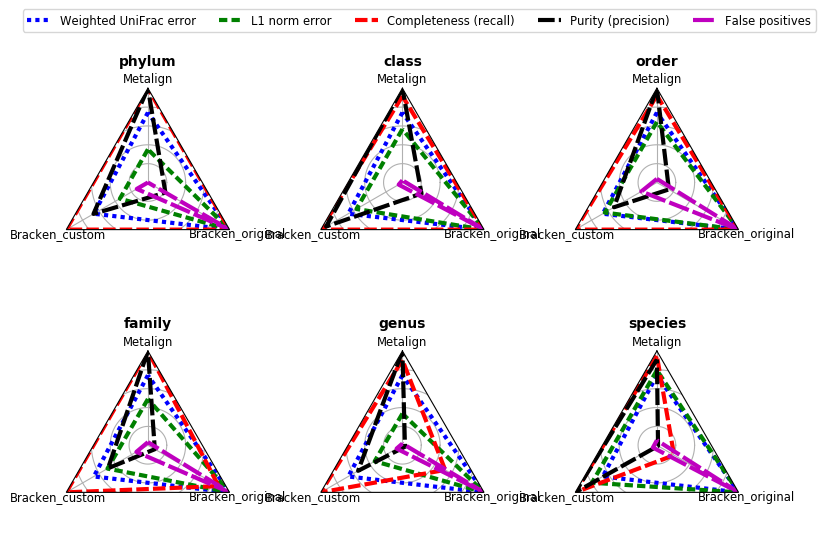 Weighted UniFrac error L1 norm error Completeness (recall) Purity (precision) False positives
phylum class order
Metalign Metalign Metalign
Bracken_custom Bracken_original Bracken_custom Bracken_original Bracken_custom Bracken_original
family genus species
Metalign Metalign Metalign
Bracken_custom Bracken_original Bracken_custom Bracken_original Bracken_custom Bracken_original